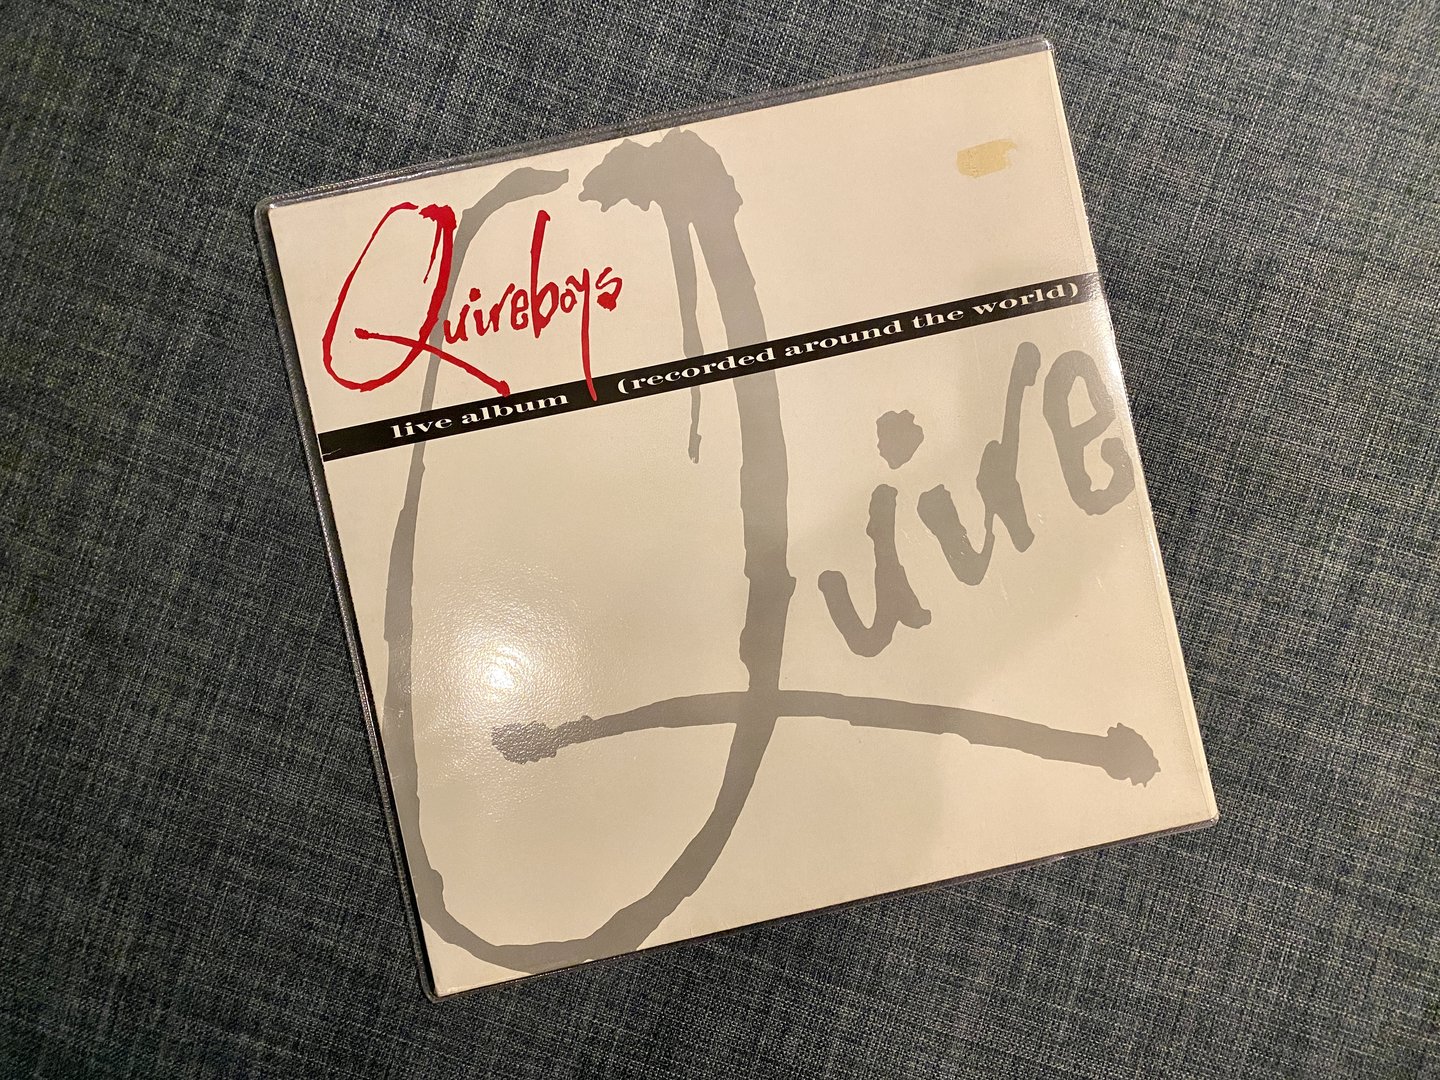 Quireboys
live album (recorded around the world)
Quire